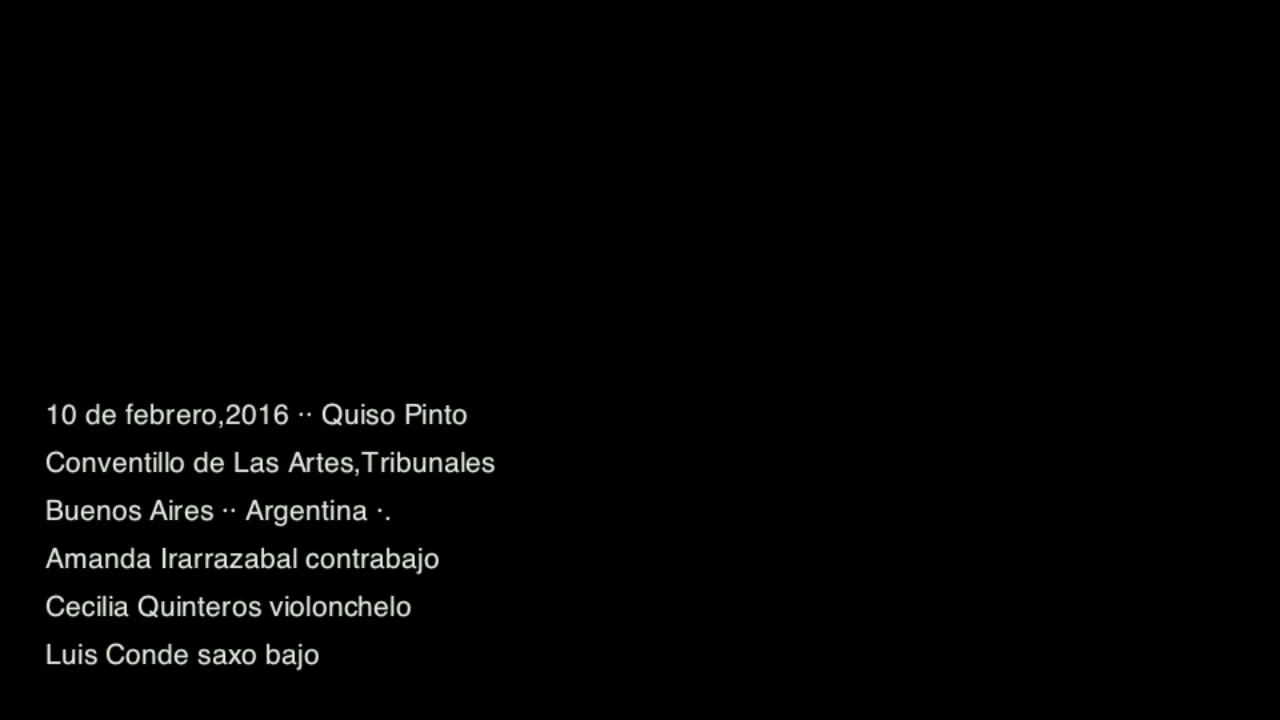 10 de febrero,2016 ·· Quiso Pinto
Conventillo de Las Artes,Tribunales
Buenos Aires ·· Argentina ·.
Amanda Irarrazabal contrabajo
Cecilia Quinteros violonchelo
Luis Conde saxo bajo